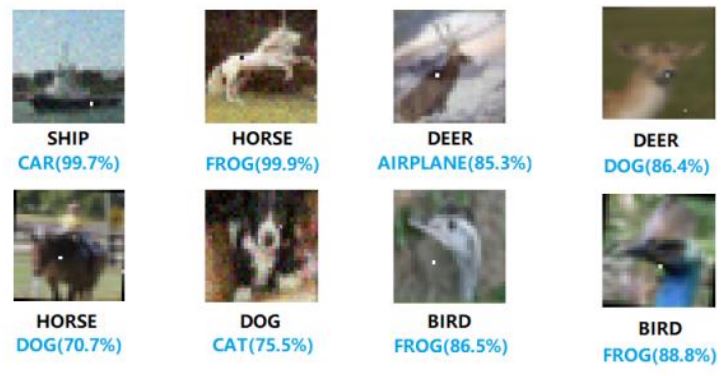 SHIP
CAR(99.7%)
HORSE
FROG(99.9%)
DEER
AIRPLANE(85.3%)
DEER
DOG(86.4%)
HORSE
DOG(70.7%)
DOG
CAT(75.5%)
BIRD
FROG(86.5%)
BIRD
FROG(88.8%)